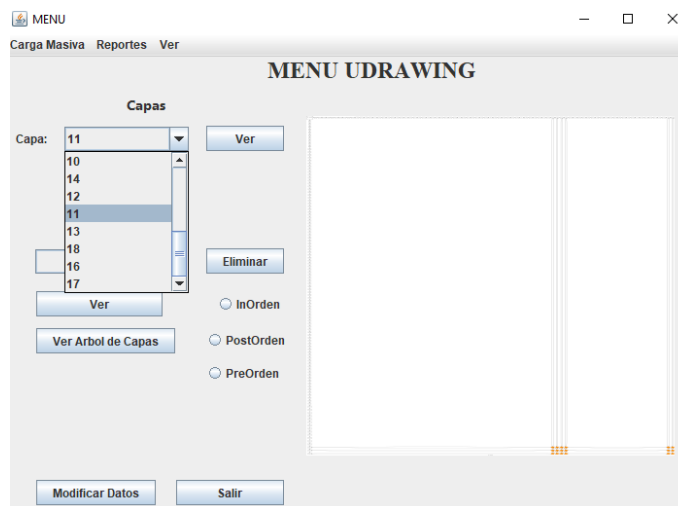 MENU
Carga Masiva Reportes Ver
MENU UDRAWING
Capas
Capa: 11 Ver
10
14
12
11
13
18
16
17
Eliminar
Ver
InOrden
Ver Arbol de Capas
PostOrden
PreOrden
Modificar Datos
Salir